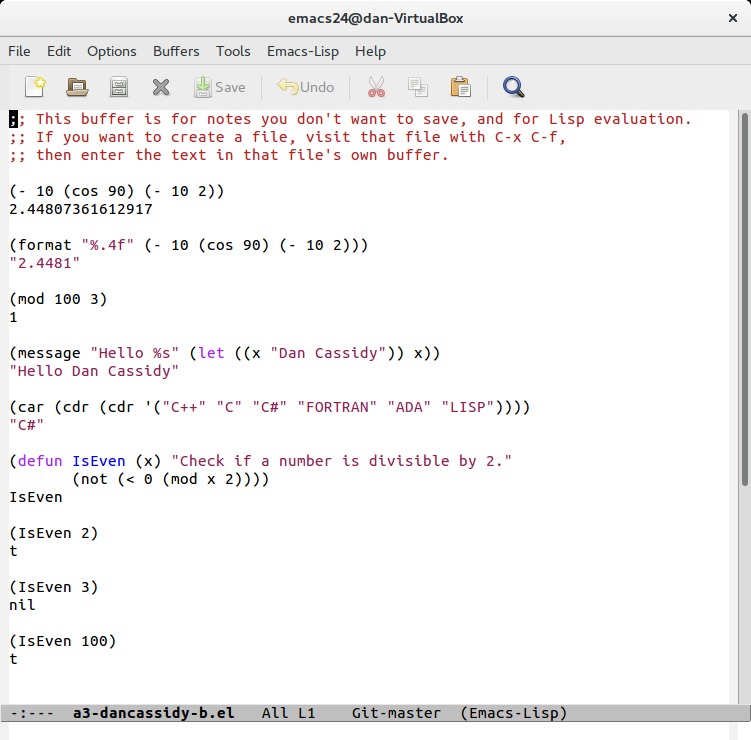 emacs24@dan-VirtualBox
File Edit Options Buffers Tools Emacs-Lisp Help
Save Undo
;; This buffer is for notes you don't want to save, and for Lisp evaluation.
;; If you want to create a file, visit that file with C-x C-f,
;; then enter the text in that file's own buffer.

(- 10 (cos 90) (- 10 2))
2.44807361612917

(format "%.4f" (- 10 (cos 90) (- 10 2)))
"2.4481"

(mod 100 3)
1

(message "Hello %s" (let ((x "Dan Cassidy")) x))
"Hello Dan Cassidy"

(car (cdr (cdr '("C++" "C" "C#" "FORTRAN" "ADA" "LISP"))))
"C#"

(defun IsEven (x) "Check if a number is divisible by 2."
       (not (< 0 (mod x 2))))
IsEven

(IsEven 2)
t

(IsEven 3)
nil

(IsEven 100)
t

-:--- a3-dancassidy-b.el All L1 Git-master (Emacs-Lisp)